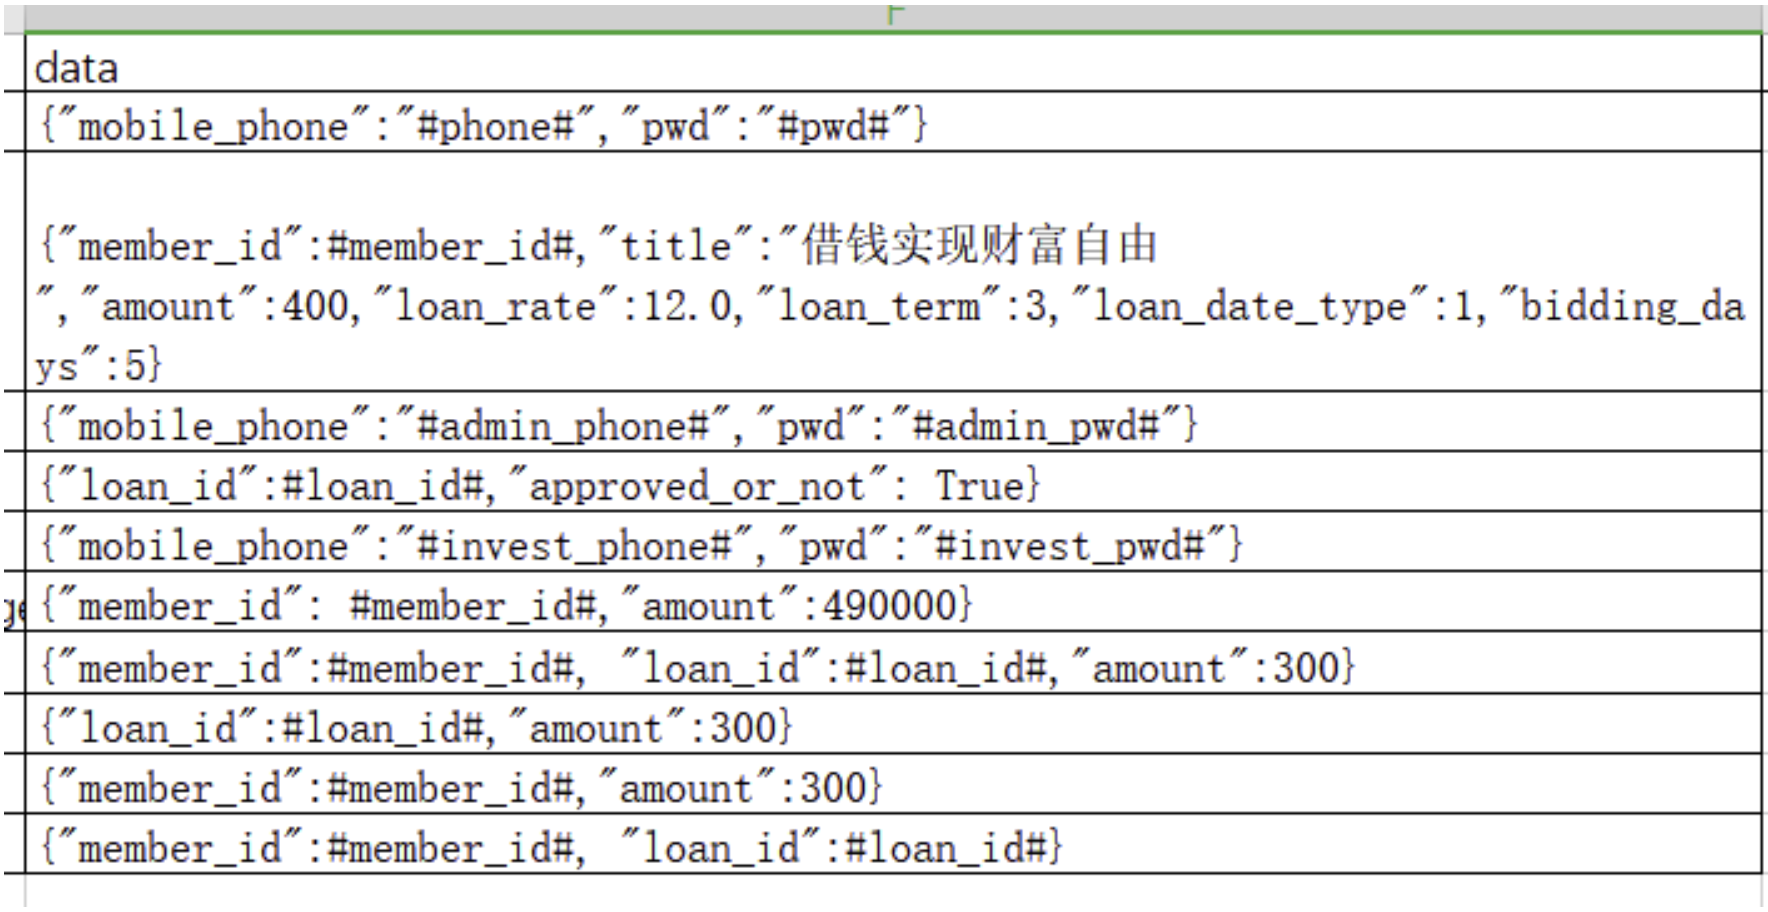 F
data
{"mobile_phone":"#phone#","pwd":"#pwd#"}
{"member_id":#member_id#,"title":"借钱实现财富自由
","amount":400,"loan_rate":12.0,"loan_term":3,"loan_date_type":1,"bidding_da
ys":5}
{"mobile_phone":"#admin_phone#","pwd":"#admin_pwd#"}
{"loan_id":#loan_id#,"approved_or_not": True}
{"mobile_phone":"#invest_phone#","pwd":"#invest_pwd#"}
{"member_id": #member_id#,"amount":490000}
{"member_id":#member_id#, "loan_id":#loan_id#,"amount":300}
{"loan_id":#loan_id#,"amount":300}
{"member_id":#member_id#,"amount":300}
{"member_id":#member_id#, "loan_id":#loan_id#}